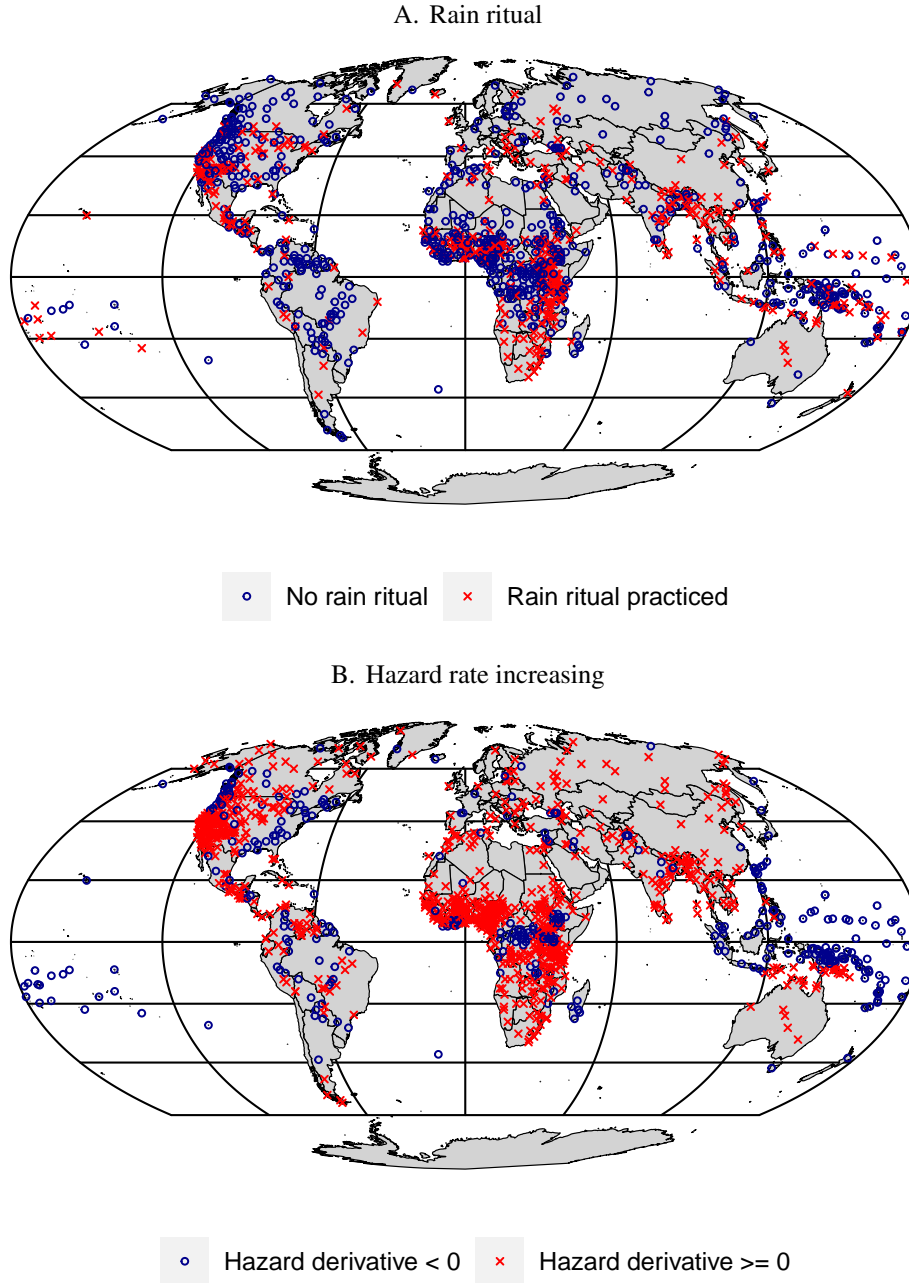 A. Rain ritual
No rain ritual
Rain ritual practiced
B. Hazard rate increasing
Hazard derivative < 0
Hazard derivative >= 0